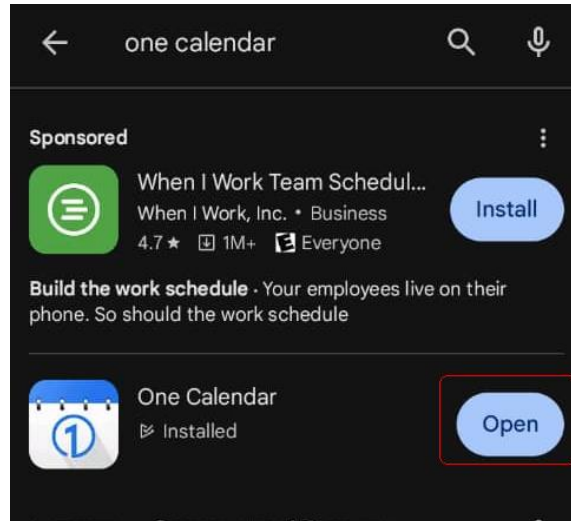 one calendar
Sponsored
When I Work Team Schedul...
When I Work, Inc. • Business
4.7★ 1M+ E Everyone
Install
Build the work schedule · Your employees live on their
phone. So should the work schedule
One Calendar
Installed
1
Open